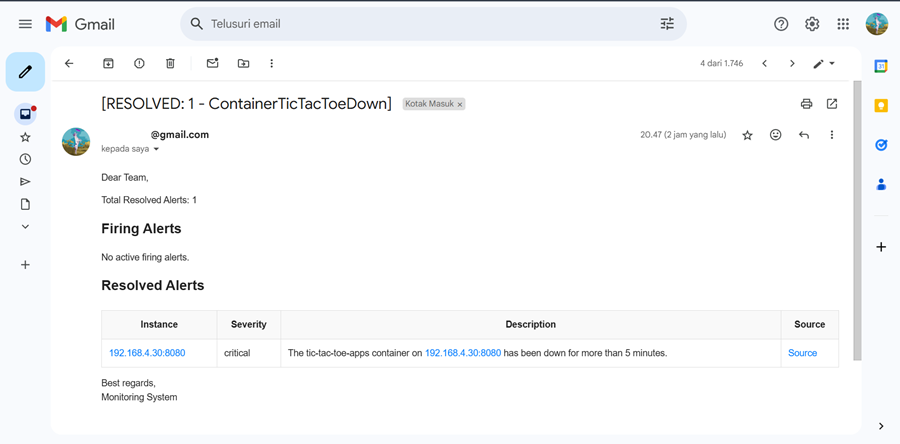 Gmail
Telusuri email
4 dari 1.746
[RESOLVED: 1 - ContainerTicTacToeDown]
Kotak Masuk ×
@gmail.com
20.47 (2 jam yang lalu)
kepada saya
Dear Team,
Total Resolved Alerts: 1
Firing Alerts
No active firing alerts.
Resolved Alerts
Instance Severity Description Source
192.168.4.30:8080 critical The tic-tac-toe-apps container on 192.168.4.30:8080 has been down for more than 5 minutes. Source
Best regards,
Monitoring System